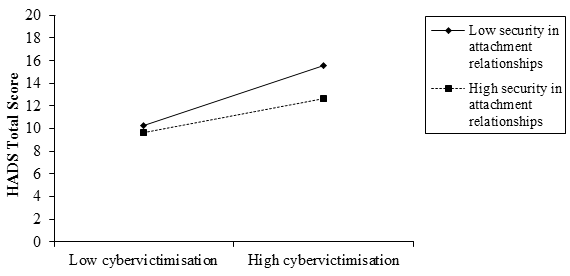 HADS Total Score
20
18
16
14
12
10
8
6
4
2
0
Low cybervictimisation
High cybervictimisation
Low security in
attachment
relationships
High security in
attachment
relationships